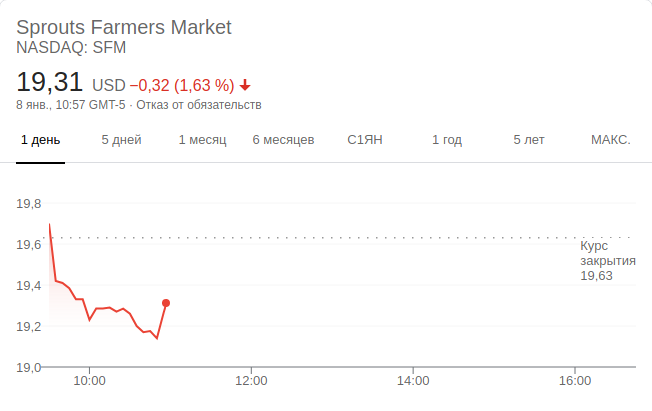 Sprouts Farmers Market
NASDAQ: SFM
19,31 USD −0,32 (1,63 %)
8 янв., 10:57 GMT-5 · Отказ от обязательств
1 день 5 дней 1 месяц 6 месяцев С1ЯН 1 год 5 лет МАКС.
19,8
19,6
Курс
закрытия
19,63
19,4
19,2
19,0
10:00 12:00 14:00 16:00